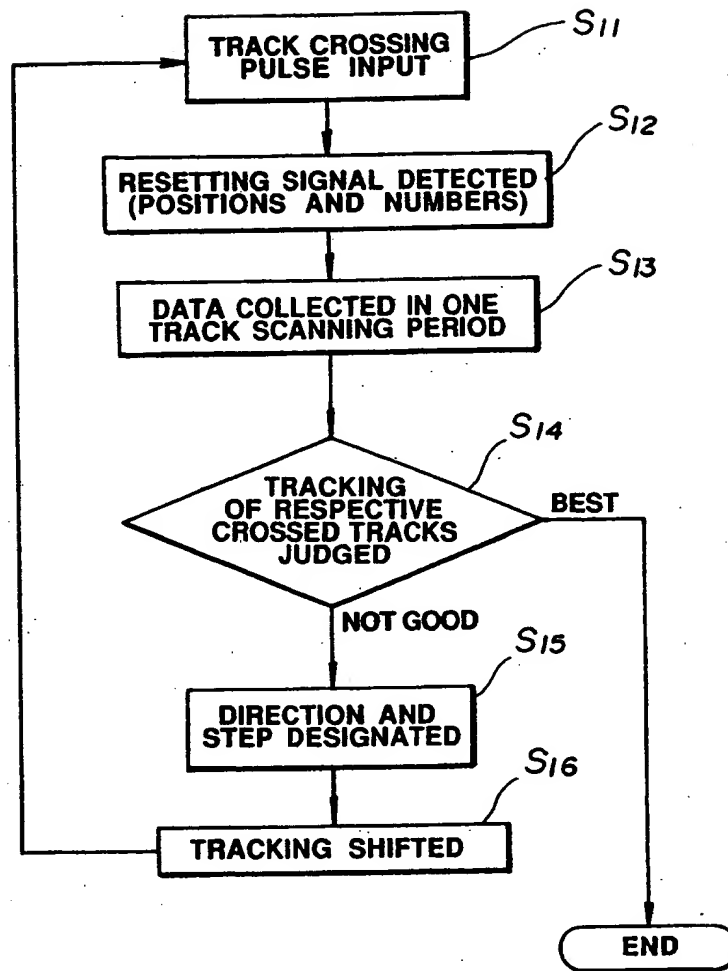 TRACK CROSSING
PULSE INPUT
S11
RESETTING SIGNAL DETECTED
(POSITIONS AND NUMBERS)
S12
DATA COLLECTED IN ONE
TRACK SCANNING PERIOD
S13
TRACKING
OF RESPECTIVE
CROSSED TRACKS
JUDGED
S14
BEST
NOT GOOD
DIRECTION AND
STEP DESIGNATED
S15
TRACKING SHIFTED
S16
END